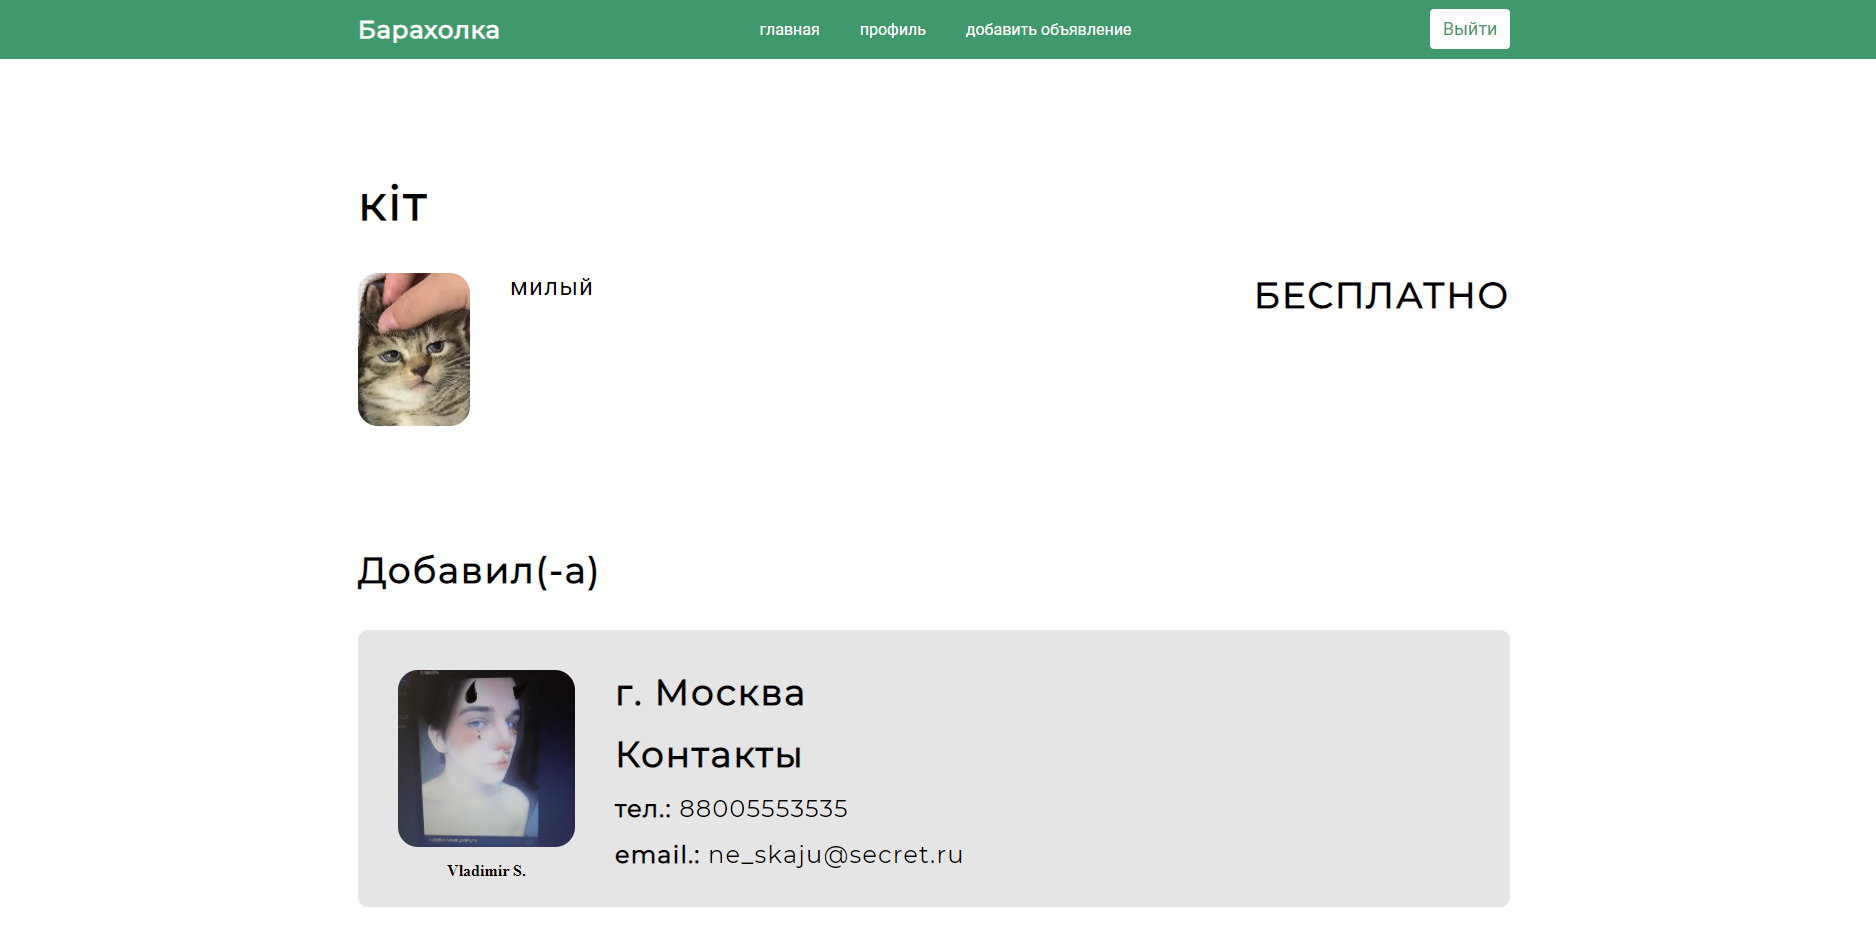 Барахолка
главная профиль добавить объявление
Выйти
кіт
милый
БЕСПЛАТНО
Добавил(-а)
г. Москва
Контакты
тел.: 88005553535
email.: ne_skaju@secret.ru
Vladimir S.